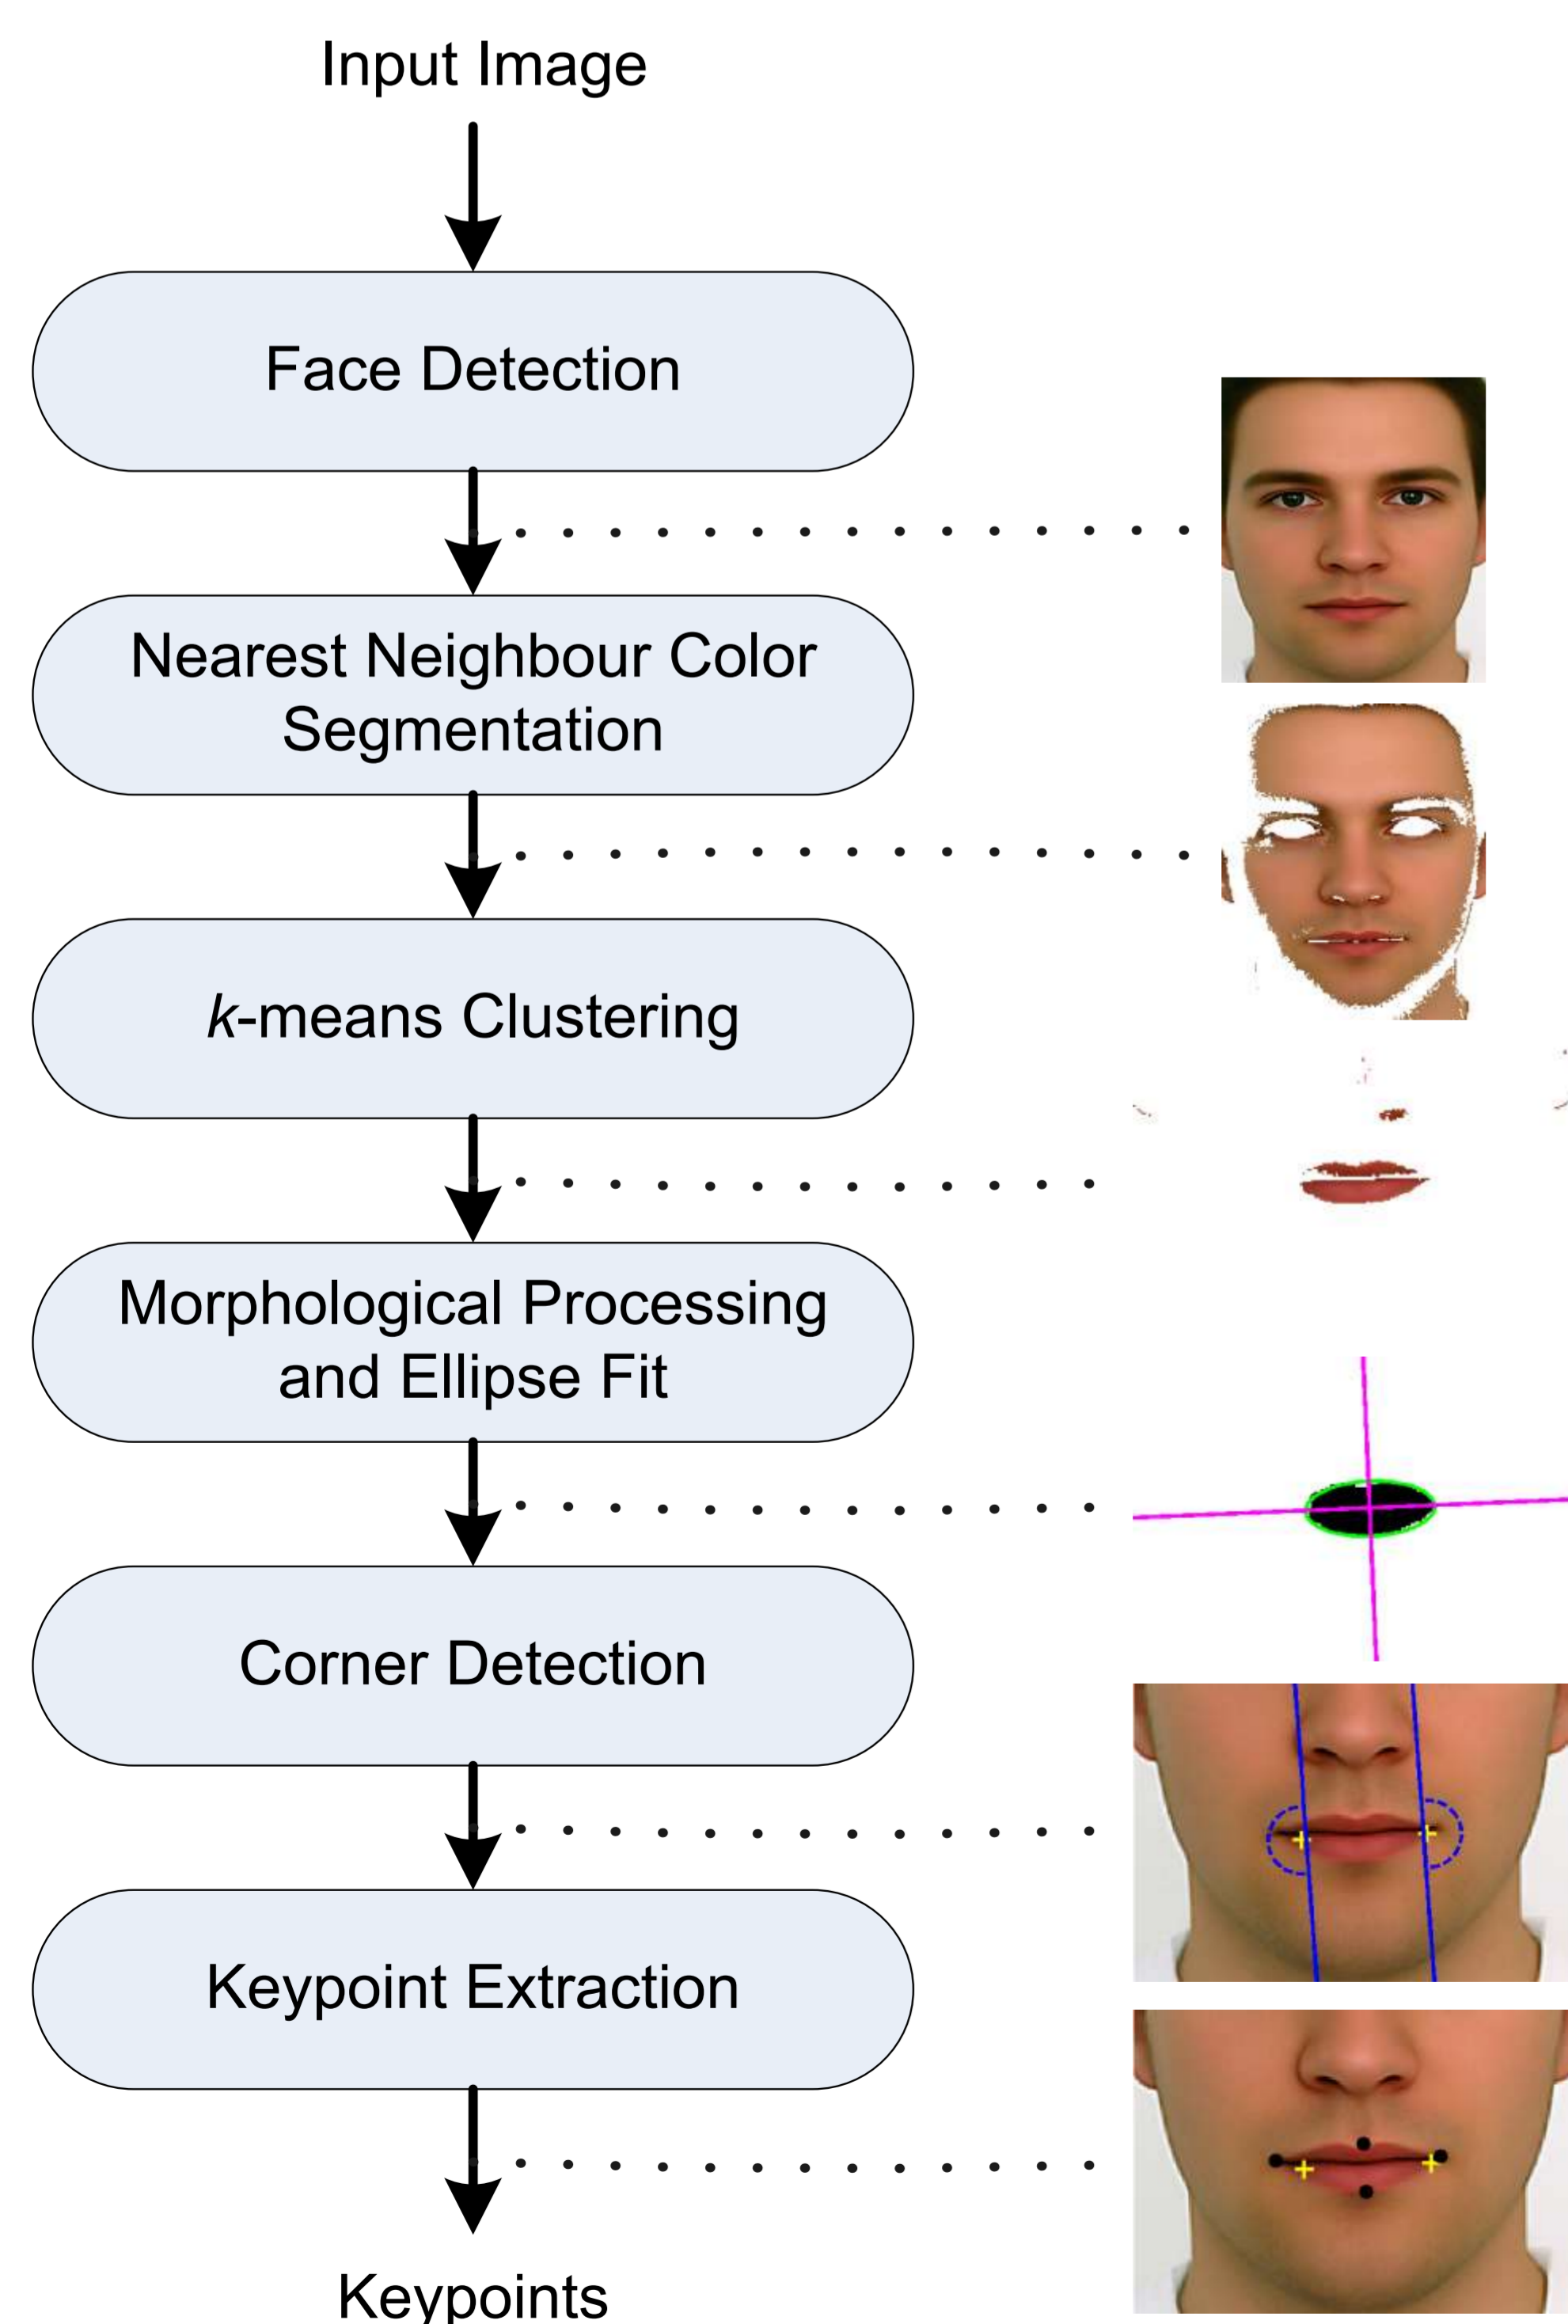 Input Image
Face Detection
Nearest Neighbour Color
Segmentation
k-means Clustering
Morphological Processing
and Ellipse Fit
Corner Detection
Keypoint Extraction
Keypoints